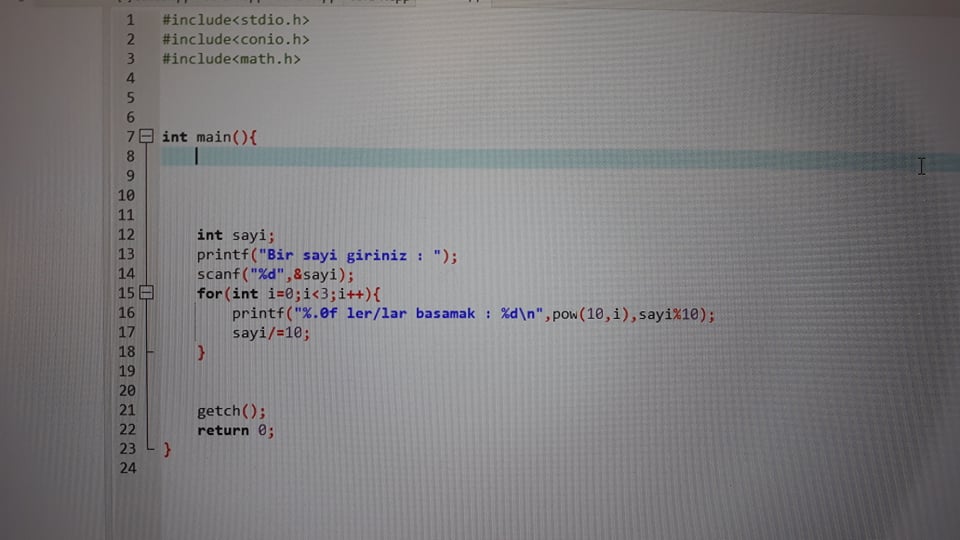 1 #include<stdio.h>
2 #include<conio.h>
3 #include<math.h>
4
5
6
7 int main(){
8
9
10
11
12 int sayi;
13 printf("Bir sayi giriniz : ");
14 scanf("%d",&sayi);
15 for(int i=0;i<3;i++){
16 printf("%.0f ler/lar basamak : %d\n",pow(10,i),sayi%10);
17 sayi/=10;
18 }
19
20
21 getch();
22 return 0;
23 }
24